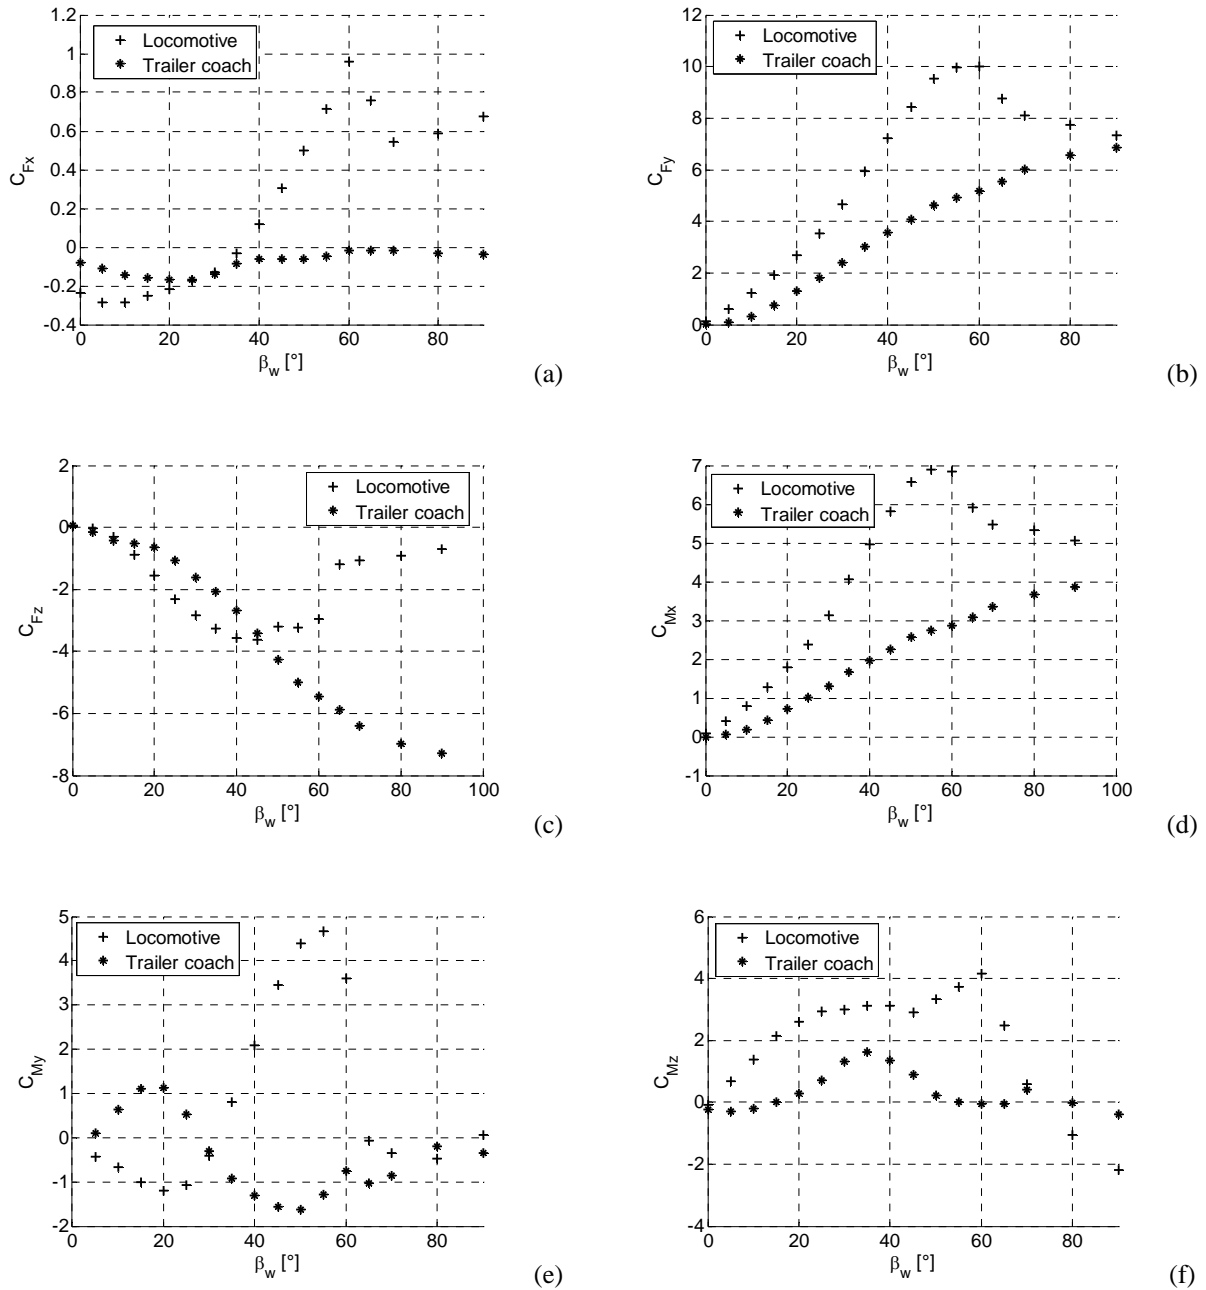 1.2
1
0.8
0.6
0.4
0.2
0
-0.2
-0.4
C_Fx
Locomotive
Trailer coach
0 20 40 60 80
β_w [°]
(a)
12
10
8
6
4
2
0
C_Fy
Locomotive
Trailer coach
0 20 40 60 80
β_w [°]
(b)
2
0
-2
-4
-6
-8
C_Fz
Locomotive
Trailer coach
0 20 40 60 80 100
β_w [°]
(c)
7
6
5
4
3
2
1
0
-1
C_Mx
Locomotive
Trailer coach
0 20 40 60 80 100
β_w [°]
(d)
5
4
3
2
1
0
-1
-2
C_My
Locomotive
Trailer coach
0 20 40 60 80
β_w [°]
(e)
6
4
2
0
-2
-4
C_Mz
Locomotive
Trailer coach
0 20 40 60 80
β_w [°]
(f)